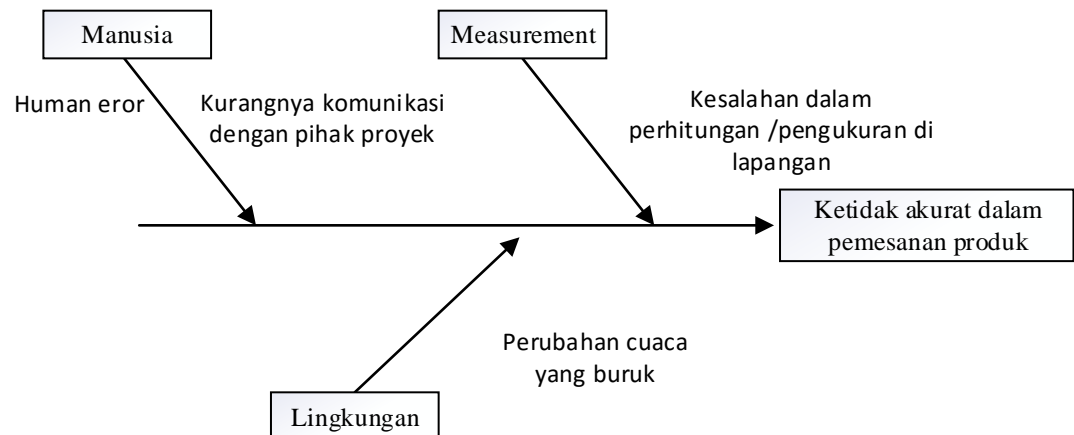 Manusia
Measurement
Human eror
Kurangnya komunikasi
dengan pihak proyek
Kesalahan dalam
perhitungan /pengukuran di
lapangan
Ketidak akurat dalam
pemesanan produk
Perubahan cuaca
yang buruk
Lingkungan